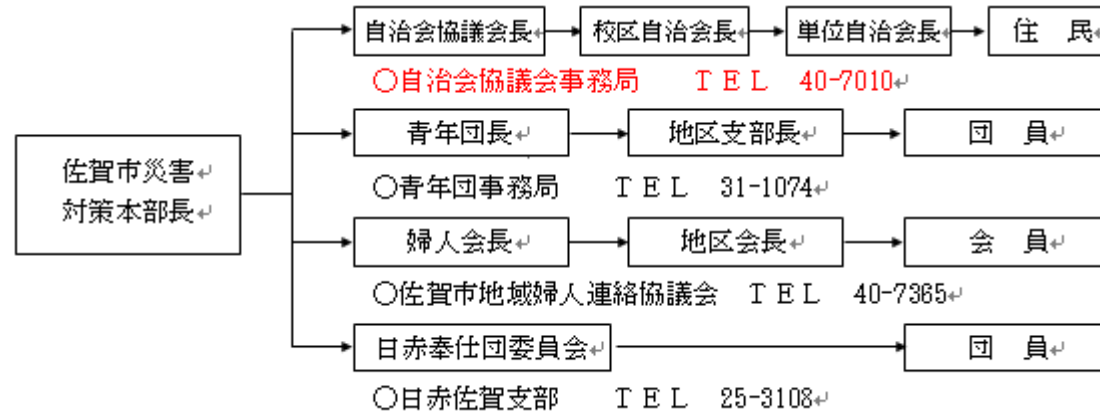 自治会協議会長 校区自治会長 単位自治会長 住　民
〇自治会協議会事務局　ＴＥＬ　40-7010
青年団長 地区支部長 団　員
佐賀市災害
対策本部長
〇青年団事務局　ＴＥＬ　31-1074
婦人会長 地区会長 会　員
〇佐賀市地域婦人連絡協議会　ＴＥＬ　40-7365
日赤奉仕団委員会 団　員
〇日赤佐賀支部　ＴＥＬ　25-3108